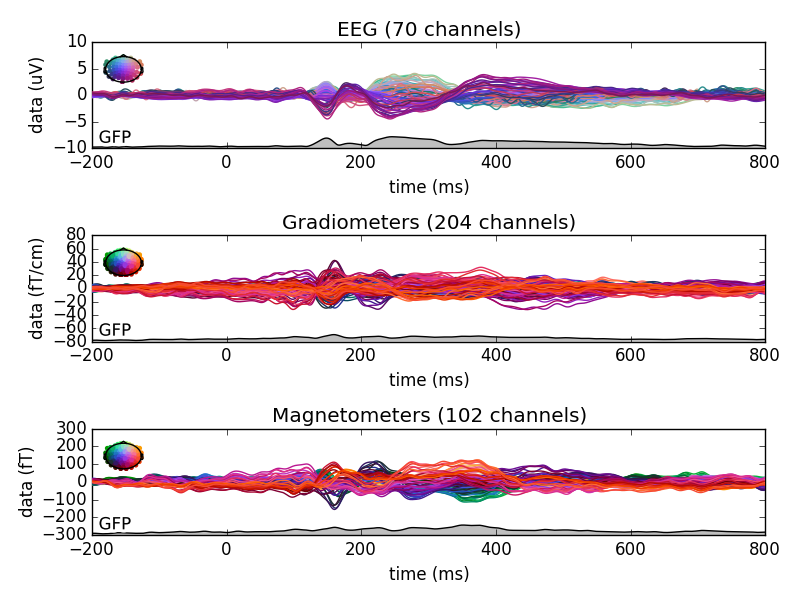 EEG (70 channels)
10
5
0
−5
−10
data (uV)
GFP
−200 0 200 400 600 800
time (ms)
Gradiometers (204 channels)
80
60
40
20
0
−20
−40
−60
−80
data (fT/cm)
GFP
−200 0 200 400 600 800
time (ms)
Magnetometers (102 channels)
300
200
100
0
−100
−200
−300
data (fT)
GFP
−200 0 200 400 600 800
time (ms)